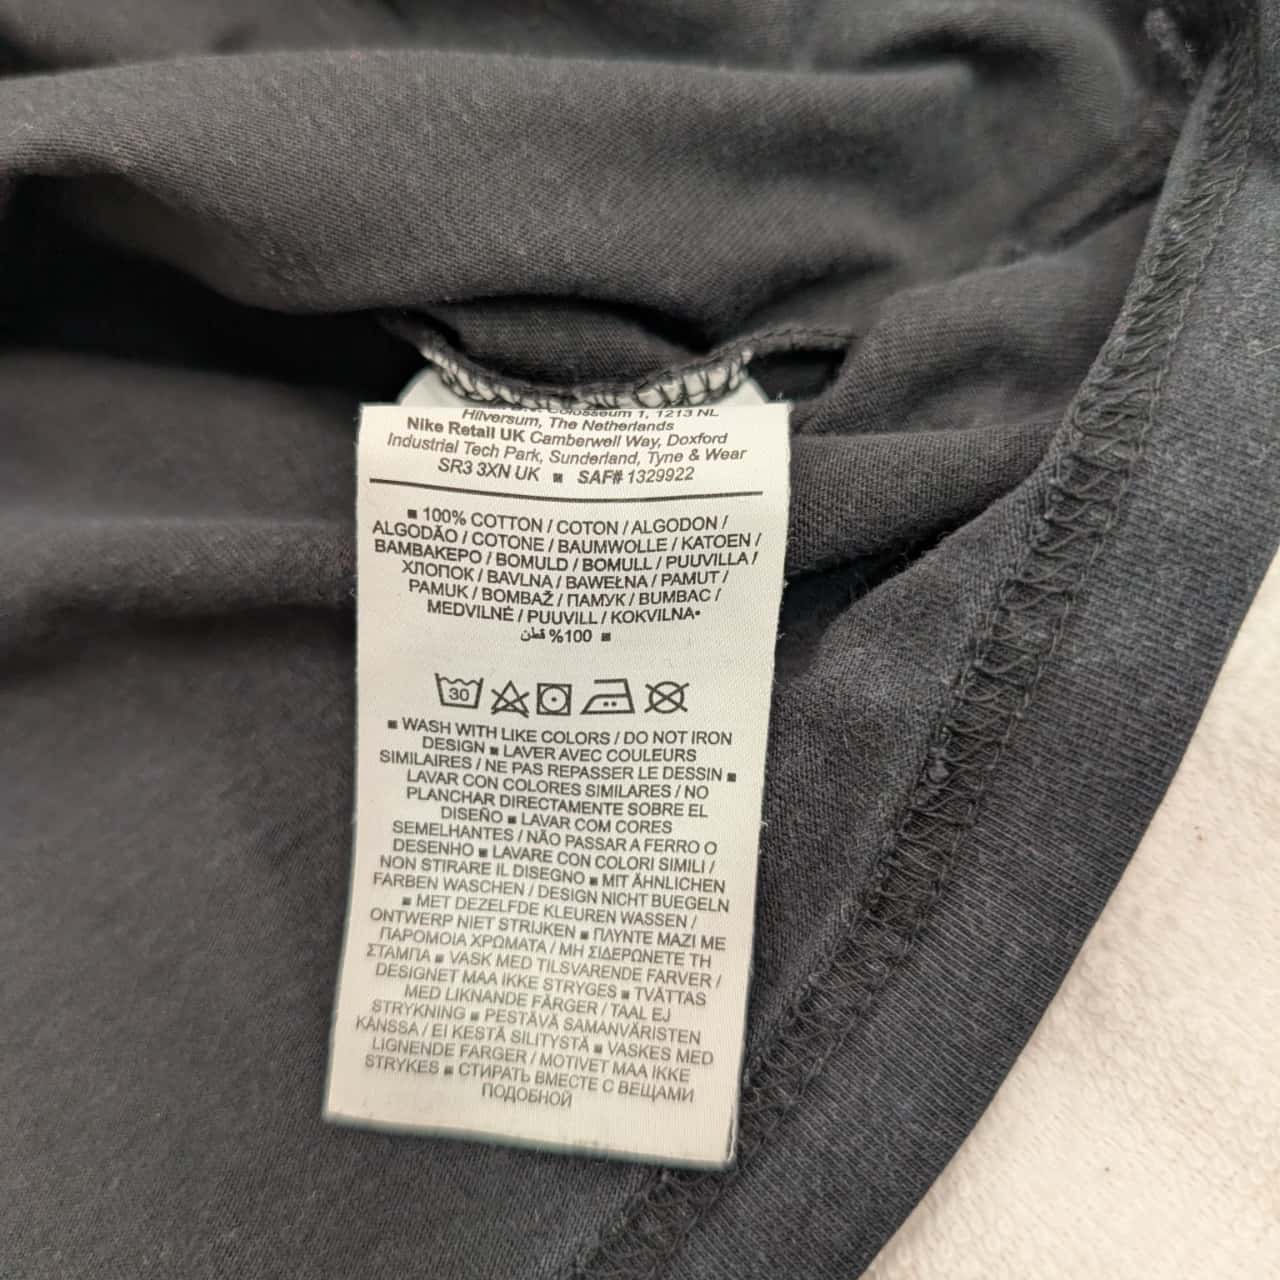 Colosseum 1, 1213 NL
Hilversum, The Netherlands
Nike Retail UK Camberwell Way, Doxford
Industrial Tech Park, Sunderland, Tyne & Wear
SR3 3XN UK ■ SAF# 1329922
■ 100% COTTON / COTON / ALGODON /
ALGODÃO / COTONE / BAUMWOLLE / KATOEN /
ΒΑΜΒΑΚΕΡΟ / BOMULD / BOMULL / PUUVILLA /
ХЛОПОК / BAVLNA / BAWEŁNA / PAMUT /
PAMUK / BOMBAŽ / ПАМУК / BUMBAC /
MEDVILNĖ / PUUVILL / KOKVILNA•
%100 قطن ■
30
■ WASH WITH LIKE COLORS / DO NOT IRON
DESIGN ■ LAVER AVEC COULEURS
SIMILAIRES / NE PAS REPASSER LE DESSIN ■
LAVAR CON COLORES SIMILARES / NO
PLANCHAR DIRECTAMENTE SOBRE EL
DISEÑO ■ LAVAR COM CORES
SEMELHANTES / NÃO PASSAR A FERRO O
DESENHO ■ LAVARE CON COLORI SIMILI /
NON STIRARE IL DISEGNO ■ MIT ÄHNLICHEN
FARBEN WASCHEN / DESIGN NICHT BUEGELN
■ MET DEZELFDE KLEUREN WASSEN /
ONTWERP NIET STRIJKEN ■ ΠΛΥΝΤΕ ΜΑΖΙ ΜΕ
ΠΑΡΟΜΟΙΑ ΧΡΩΜΑΤΑ / ΜΗ ΣΙΔΕΡΩΝΕΤΕ ΤΗ
ΣΤΑΜΠΑ ■ VASK MED TILSVARENDE FARVER /
DESIGNET MAA IKKE STRYGES ■ TVÄTTAS
MED LIKNANDE FÄRGER / TAAL EJ
STRYKNING ■ PESTÄVÄ SAMANVÄRISTEN
KANSSA / EI KESTÄ SILITYSTÄ ■ VASKES MED
LIGNENDE FARGER / MOTIVET MAA IKKE
STRYKES ■ СТИРАТЬ ВМЕСТЕ С ВЕЩАМИ
ПОДОБНОЙ